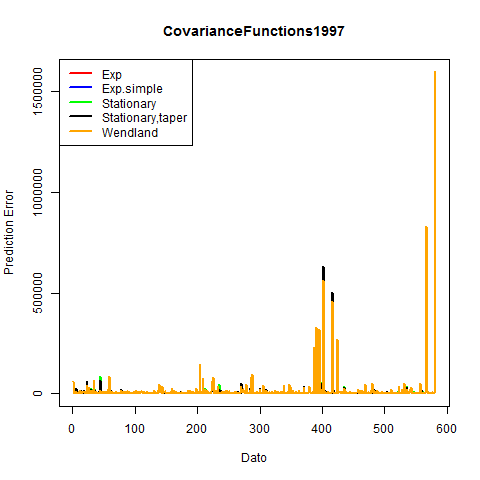 CovarianceFunctions1997
Exp
Exp.simple
Stationary
Stationary,taper
Wendland
Prediction Error
0
500000
1000000
1500000
0
100
200
300
400
500
600
Dato